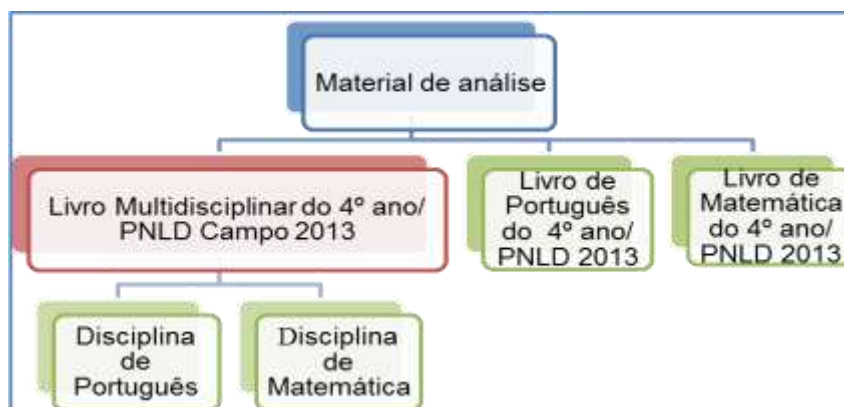 Material de análise
Livro Multidisciplinar do 4º ano/
PNLD Campo 2013
Livro de
Português
do 4º ano/
PNLD 2013
Livro de
Matemática
do 4º ano/
PNLD 2013
Disciplina
de
Português
Disciplina
de
Matemática